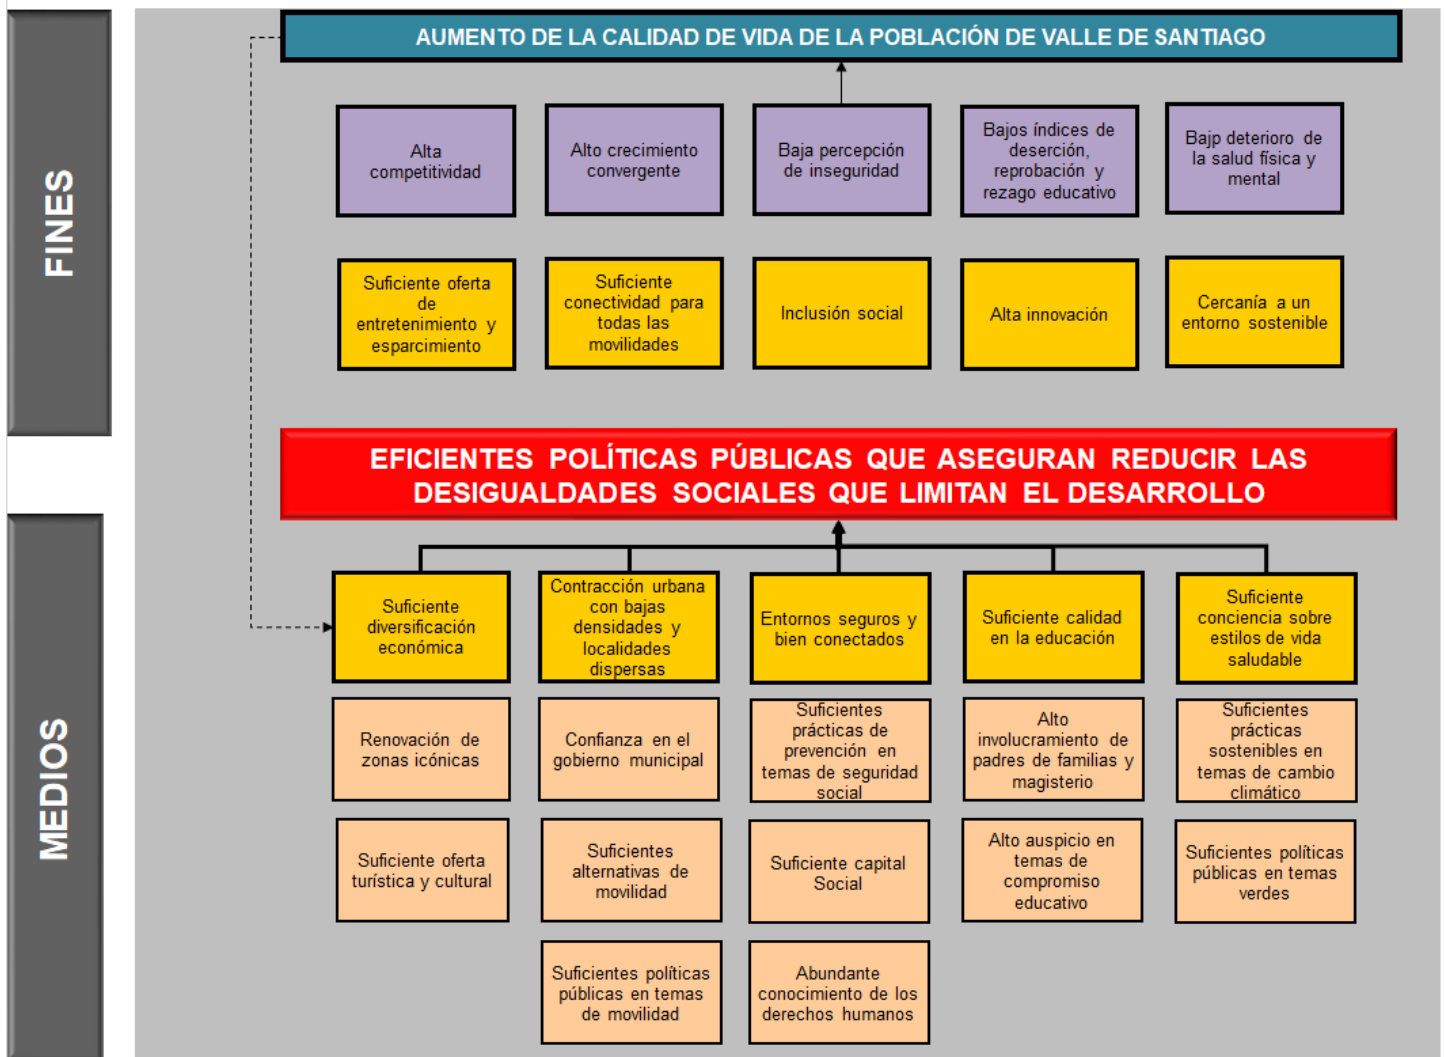 AUMENTO DE LA CALIDAD DE VIDA DE LA POBLACIÓN DE VALLE DE SANTIAGO
FINES
Alta
competitividad
Alto crecimiento
convergente
Baja percepción
de inseguridad
Bajos índices de
deserción,
reprobación y
rezago educativo
Bajp deterioro de
la salud física y
mental
Suficiente oferta
de
entretenimiento y
esparcimiento
Suficiente
conectividad para
todas las
movilidades
Inclusión social
Alta innovación
Cercanía a un
entorno sostenible
EFICIENTES POLÍTICAS PÚBLICAS QUE ASEGURAN REDUCIR LAS
DESIGUALDADES SOCIALES QUE LIMITAN EL DESARROLLO
MEDIOS
Suficiente
diversificación
económica
Contracción urbana
con bajas
densidades y
localidades
dispersas
Entornos seguros y
bien conectados
Suficiente calidad
en la educación
Suficiente
conciencia sobre
estilos de vida
saludable
Renovación de
zonas icónicas
Confianza en el
gobierno municipal
Suficientes
prácticas de
prevención en
temas de seguridad
social
Alto
involucramiento de
padres de familias y
magisterio
Suficientes
prácticas
sostenibles en
temas de cambio
climático
Suficiente oferta
turística y cultural
Suficientes
alternativas de
movilidad
Suficiente capital
Social
Alto auspicio en
temas de
compromiso
educativo
Suficientes políticas
públicas en temas
verdes
Suficientes políticas
públicas en temas
de movilidad
Abundante
conocimiento de los
derechos humanos